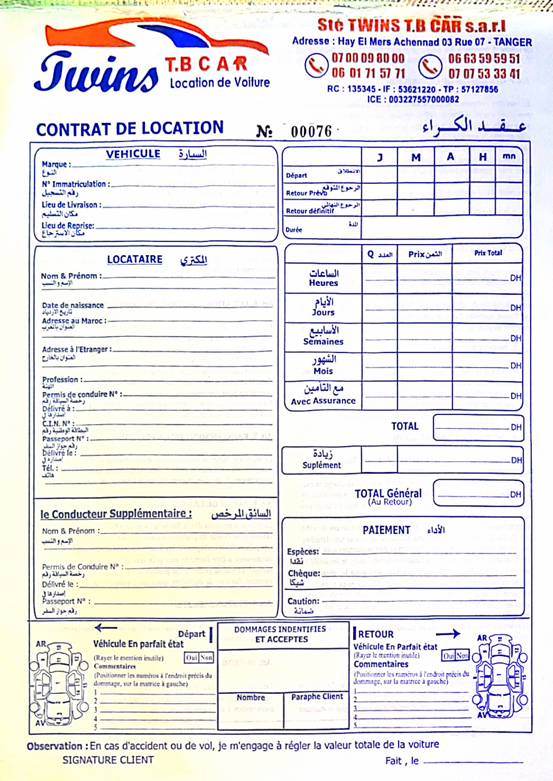 Twins
T.B CAR
Location de Voiture
Sté TWINS T.B CAR s.a.r.l
Adresse : Hay El Mers Achennad 03 Rue 07 - TANGER
07 00 09 80 00
06 01 71 57 71
06 63 59 59 51
07 07 53 33 41
RC : 135345 - IF : 53621220 - TP : 57127856
ICE : 003227557000082
CONTRAT DE LOCATION
N: 00076
عقد الكراء
VEHICULE السيارة
Marque :
النوع
N° Immatriculation :
رقم التسجيل
Lieu de Livraison :
مكان التسليم
Lieu de Reprise:
مكان الاسترجاع
J M A H mn
Départ الانطلاق
Retour Prévu الرجوع المتوقع
Retour définitif الرجوع النهائي
Durée المدة
LOCATAIRE المكتري
Nom & Prénom :
الإسم و النسب
Date de naissance
تاريخ الازدياد
Adresse au Maroc :
العنوان بالمغرب
Adresse à l'Etranger :
العنوان بالخارج
Profession :
المهنة
Permis de conduire N° :
رخصة السياقة رقم
Délivré à :
إصدارها في
C.I.N. N° :
البطاقة الوطنية رقم
Passeport N° :
رقم جواز السفر
Délivré le :
إصداره في
Tél. :
هاتف
Q العدد Prix الثمن Prix Total
الساعات
Heures DH
الأيام
Jours DH
الأسابيع
Semaines DH
الشهور
Mois DH
مع التأمين
Avec Assurance DH
TOTAL DH
زيادة
Suplément DH
TOTAL Général
(Au Retour) DH
le Conducteur Supplémentaire : السائق المرخص
Nom & Prénom :
الإسم و النسب
Permis de Conduire N° :
رخصة السياقة رقم
Délivré le :
إصدارها في
Passeport N° :
رقم جواز السفر
PAIEMENT الأداء
Espèces:
نقدا
Chèque:
شيكا
Caution:
ضمانة
Départ
AR
Véhicule En parfait état
(Rayer le mention inutile) Oui Non
Commentaires
(Positionner les numéros à l'endroit précis du
dommage, sur la matrice à gauche)
1
2
3
4
5
AV
DOMMAGES INDENTIFIES
ET ACCEPTES
Nombre Paraphe Client
RETOUR
AR
Véhicule En Parfait état
(Rayer le mention inutile) Oui Non
Commentaires
(Positionner les numéros à l'endroit précis du
dommage, sur la matrice à gauche)
1
2
3
4
5
AV
Observation : En cas d'accident ou de vol, je m'engage à régler la valeur totale de la voiture
SIGNATURE CLIENT
Fait , le